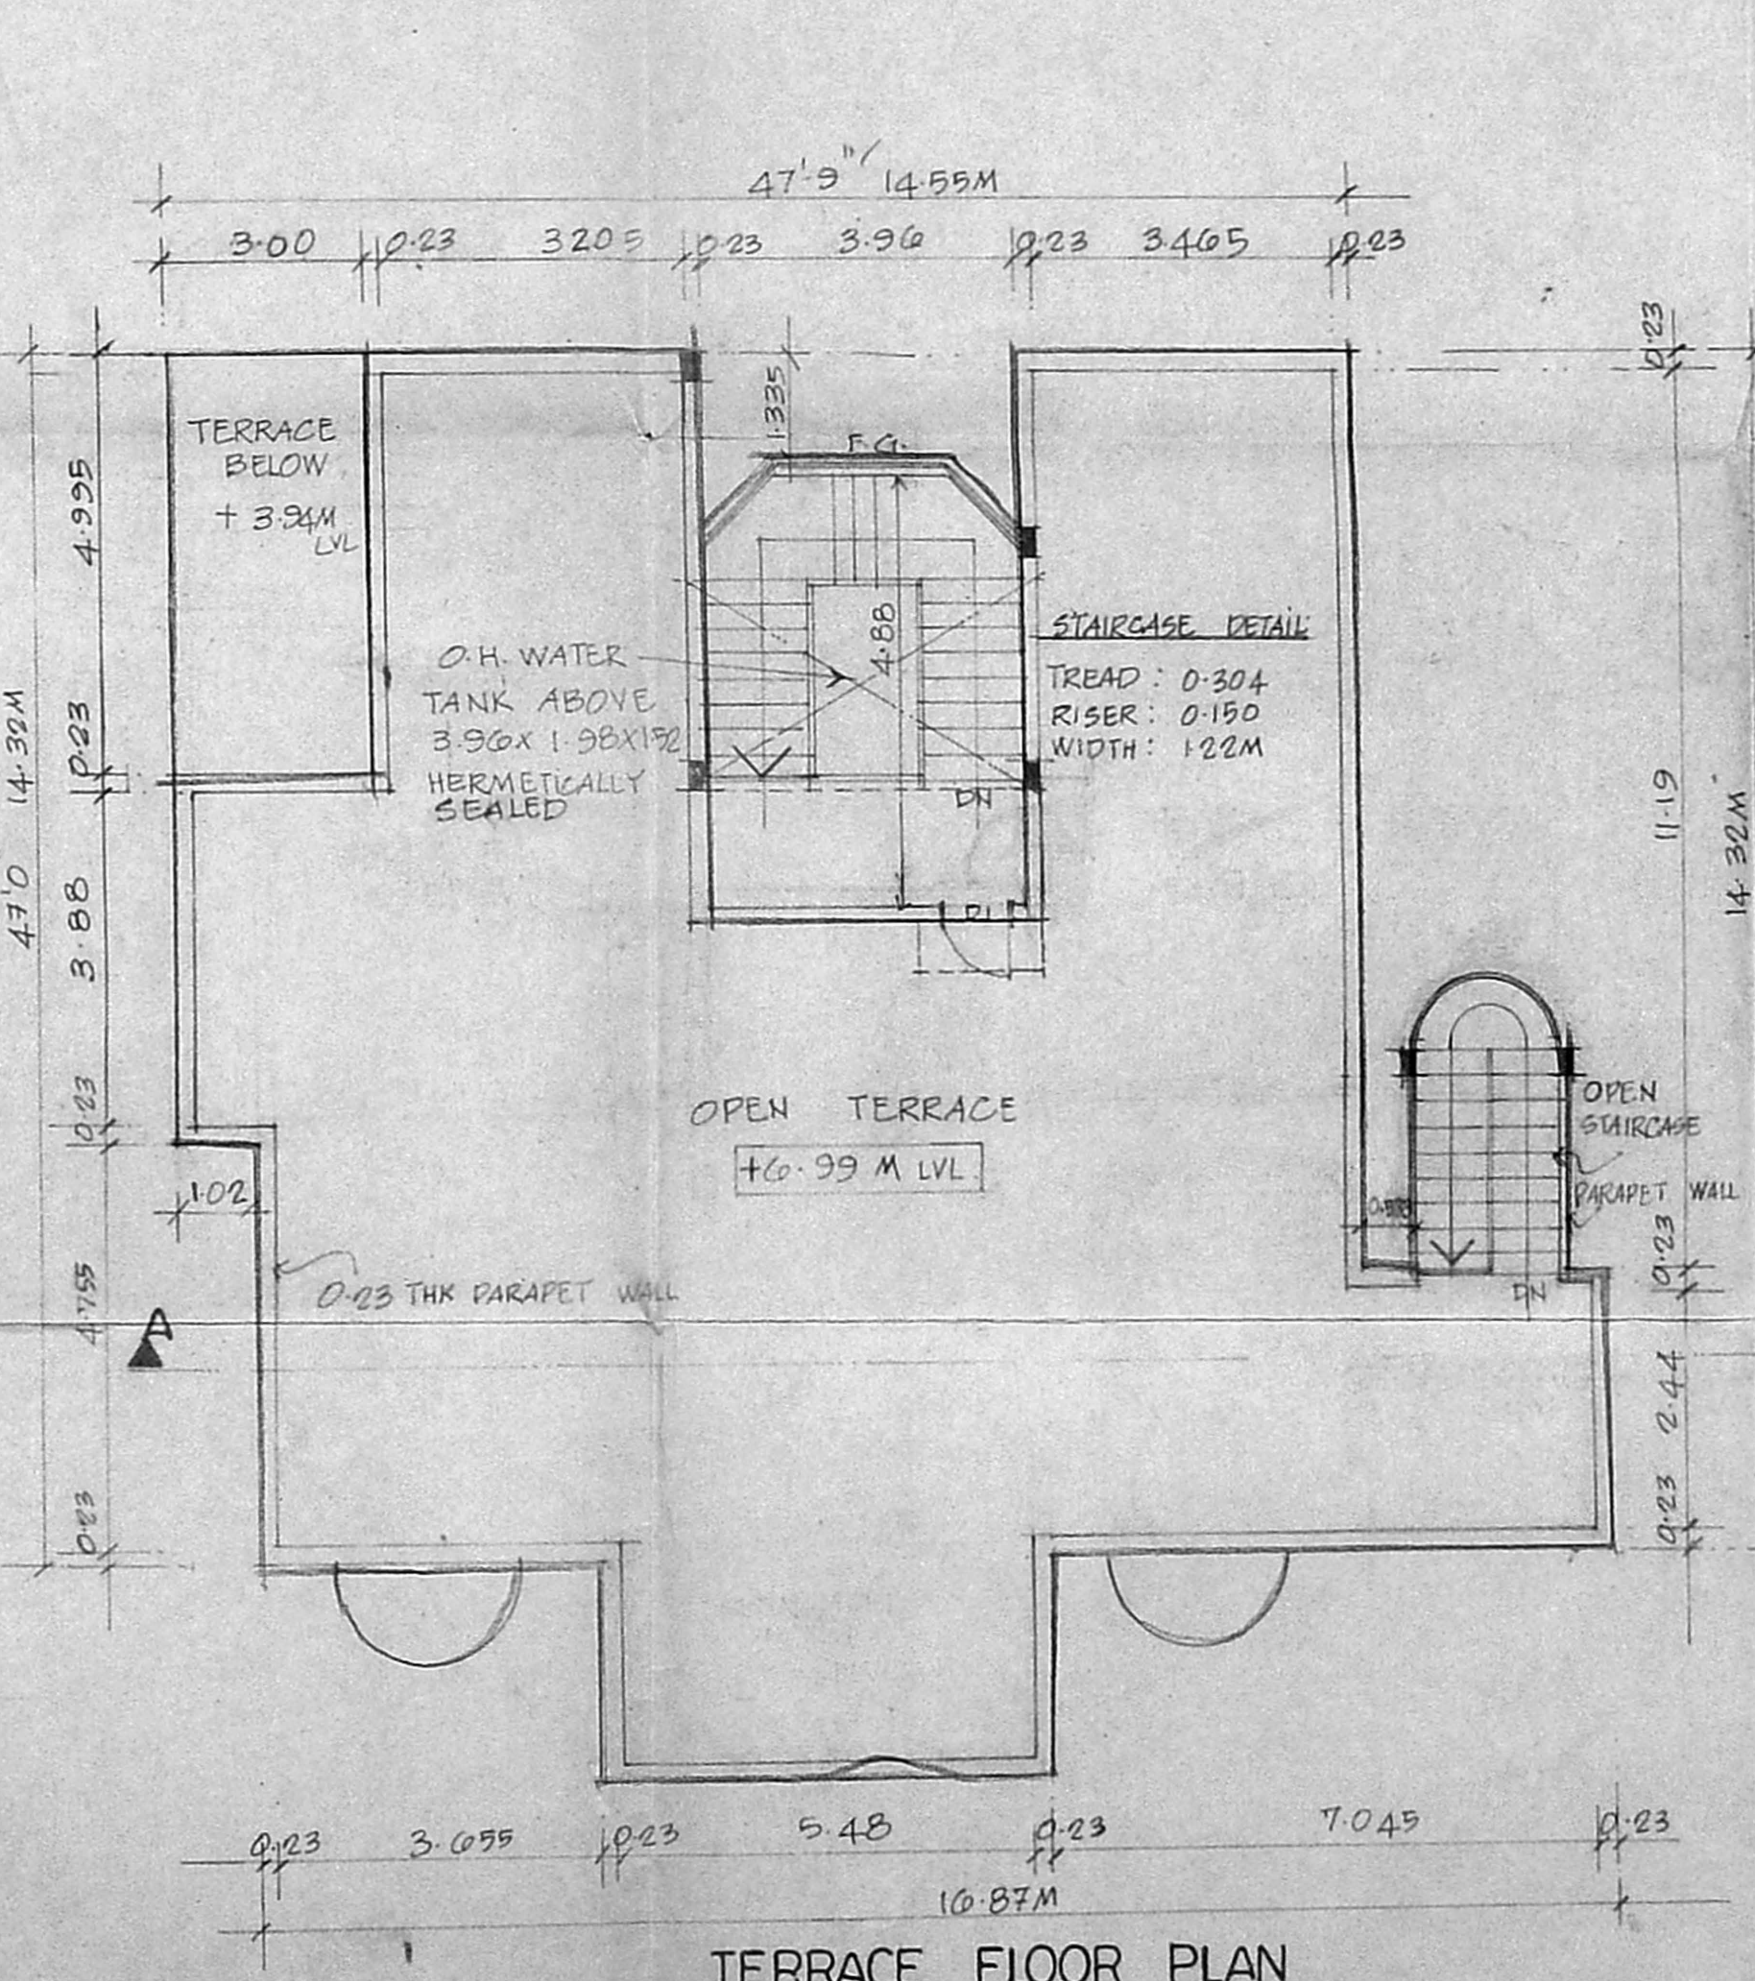 47'-9"/ 14.55M
3.00 0.23 3205 0.23 3.96 0.23 3.465 0.23
0.23
1.335
F.G.
TERRACE
BELOW
+ 3.94M
LVL
4.995
4.88
STAIRCASE DETAIL
TREAD : 0.304
RISER : 0.150
WIDTH : 1.22M
O.H. WATER
TANK ABOVE
3.96 X 1.98X152
HERMETICALLY
SEALED
DN
D1
0.23
47'0 14.32M
3.88
11.19
14.32M
0.23
OPEN TERRACE
+6.99 M LVL
OPEN
STAIRCASE
PARAPET WALL
1.02
0.23
DN
0.23 THK PARAPET WALL
4.755
A
2.44
0.23
0.23
0.23 3.655 0.23 5.48 0.23 7.045 0.23
16.87M
TERRACE FLOOR PLAN